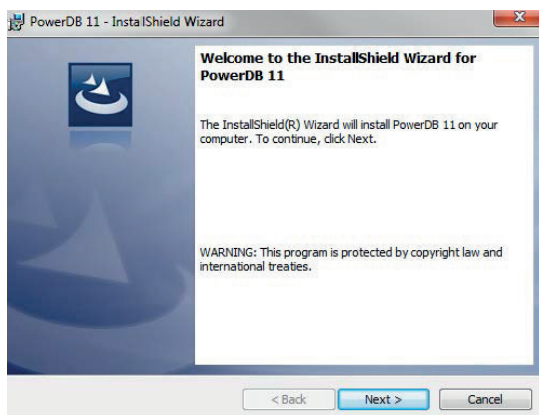 PowerDB 11 - InstallShield Wizard
Welcome to the InstallShield Wizard for
PowerDB 11
The InstallShield(R) Wizard will install PowerDB 11 on your
computer. To continue, click Next.
WARNING: This program is protected by copyright law and
international treaties.
< Back
Next >
Cancel